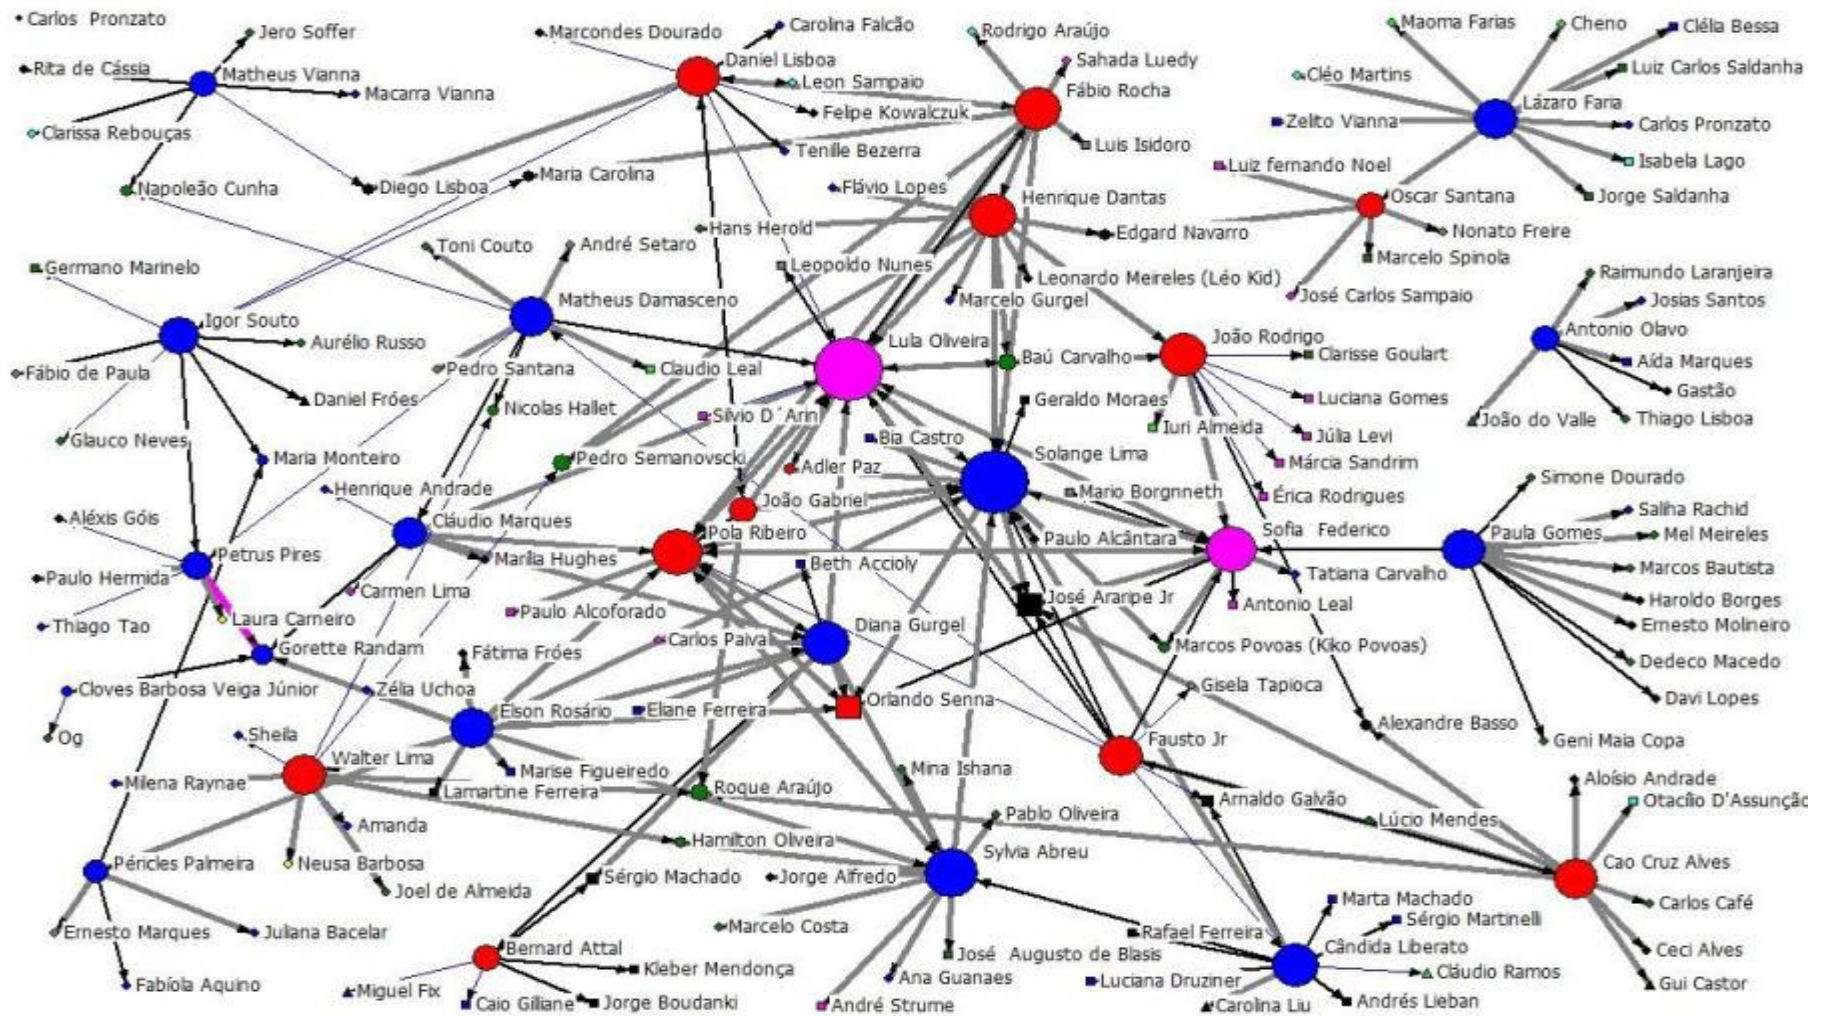 Carlos Pronzato
Jero Soffer
Marcondes Dourado
Carolina Falcão
Rodrigo Araújo
Maoma Farias
Cheno
Clélia Bessa
Rita de Cássia
Matheus Vianna
Daniel Lisboa
Sahada Luedy
Luiz Carlos Saldanha
Macarra Vianna
Leon Sampaio
Fábio Rocha
Cléo Martins
Lázaro Faria
Clarissa Rebouças
Felipe Kowalczuk
Zelito Vianna
Carlos Pronzato
Tenille Bezerra
Luis Isidoro
Luiz fernando Noel
Isabela Lago
Napoleão Cunha
Diego Lisboa
Maria Carolina
Flávio Lopes
Henrique Dantas
Oscar Santana
Jorge Saldanha
Hans Herold
Edgard Navarro
Nonato Freire
Toni Couto
André Setaro
Marcelo Spinola
Germano Marinelo
Leopoldo Nunes
Leonardo Meireles (Léo Kid)
Raimundo Laranjeira
Matheus Damasceno
Marcelo Gurgel
José Carlos Sampaio
Josias Santos
Igor Souto
Antonio Olavo
Aurélio Russo
Lula Oliveira
João Rodrigo
Fábio de Paula
Pedro Santana
Claudio Leal
Baú Carvalho
Clarisse Goulart
Aída Marques
Daniel Fróes
Nicolas Hallet
Silvio D´Arin
Geraldo Moraes
Luciana Gomes
Gastão
Glauco Neves
Bia Castro
Iuri Almeida
Júlia Levi
João do Valle
Thiago Lisboa
Maria Monteiro
Pedro Semanovscki
Adler Paz
Solange Lima
Márcia Sandrim
Henrique Andrade
João Gabriel
Mario Borgnneth
Érica Rodrigues
Simone Dourado
Aléxis Góis
Cláudio Marques
Pola Ribeiro
Paulo Alcântara
Sofia Federico
Paula Gomes
Saliha Rachid
Mel Meireles
Petrus Pires
Marília Hughes
Beth Accioly
Tatiana Carvalho
Marcos Bautista
Paulo Hermida
Carmen Lima
Paulo Alcoforado
José Araripe Jr
Antonio Leal
Haroldo Borges
Thiago Tao
Laura Carneiro
Carlos Paiva
Diana Gurgel
Ernesto Molineiro
Gorette Randam
Fátima Fróes
Marcos Povoas (Kiko Povoas)
Dedeco Macedo
Cloves Barbosa Veiga Júnior
Zélia Uchoa
Gisela Tapioca
Davi Lopes
Og
Sheila
Élson Rosário
Eliane Ferreira
Orlando Senna
Fausto Jr
Alexandre Basso
Geni Maia Copa
Walter Lima
Milena Raynae
Marise Figueiredo
Mina Ishana
Lamartine Ferreira
Roque Araújo
Arnaldo Galvão
Aloísio Andrade
Otacílio D'Assunção
Amanda
Hamilton Oliveira
Pablo Oliveira
Lúcio Mendes
Péricles Palmeira
Neusa Barbosa
Sylvia Abreu
Cao Cruz Alves
Joel de Almeida
Sérgio Machado
Jorge Alfredo
Marta Machado
Carlos Café
Ernesto Marques
Juliana Bacelar
Marcelo Costa
Rafael Ferreira
Sérgio Martinelli
Bernard Attal
Cândida Liberato
Ceci Alves
Fabíola Aquino
Kleber Mendonça
José Augusto de Blasis
Luciana Druziner
Cláudio Ramos
Gui Castor
Miguel Fix
Caio Gilliane
Jorge Boudanki
Ana Guanaes
André Strume
Carolina Liu
Andrés Lieban